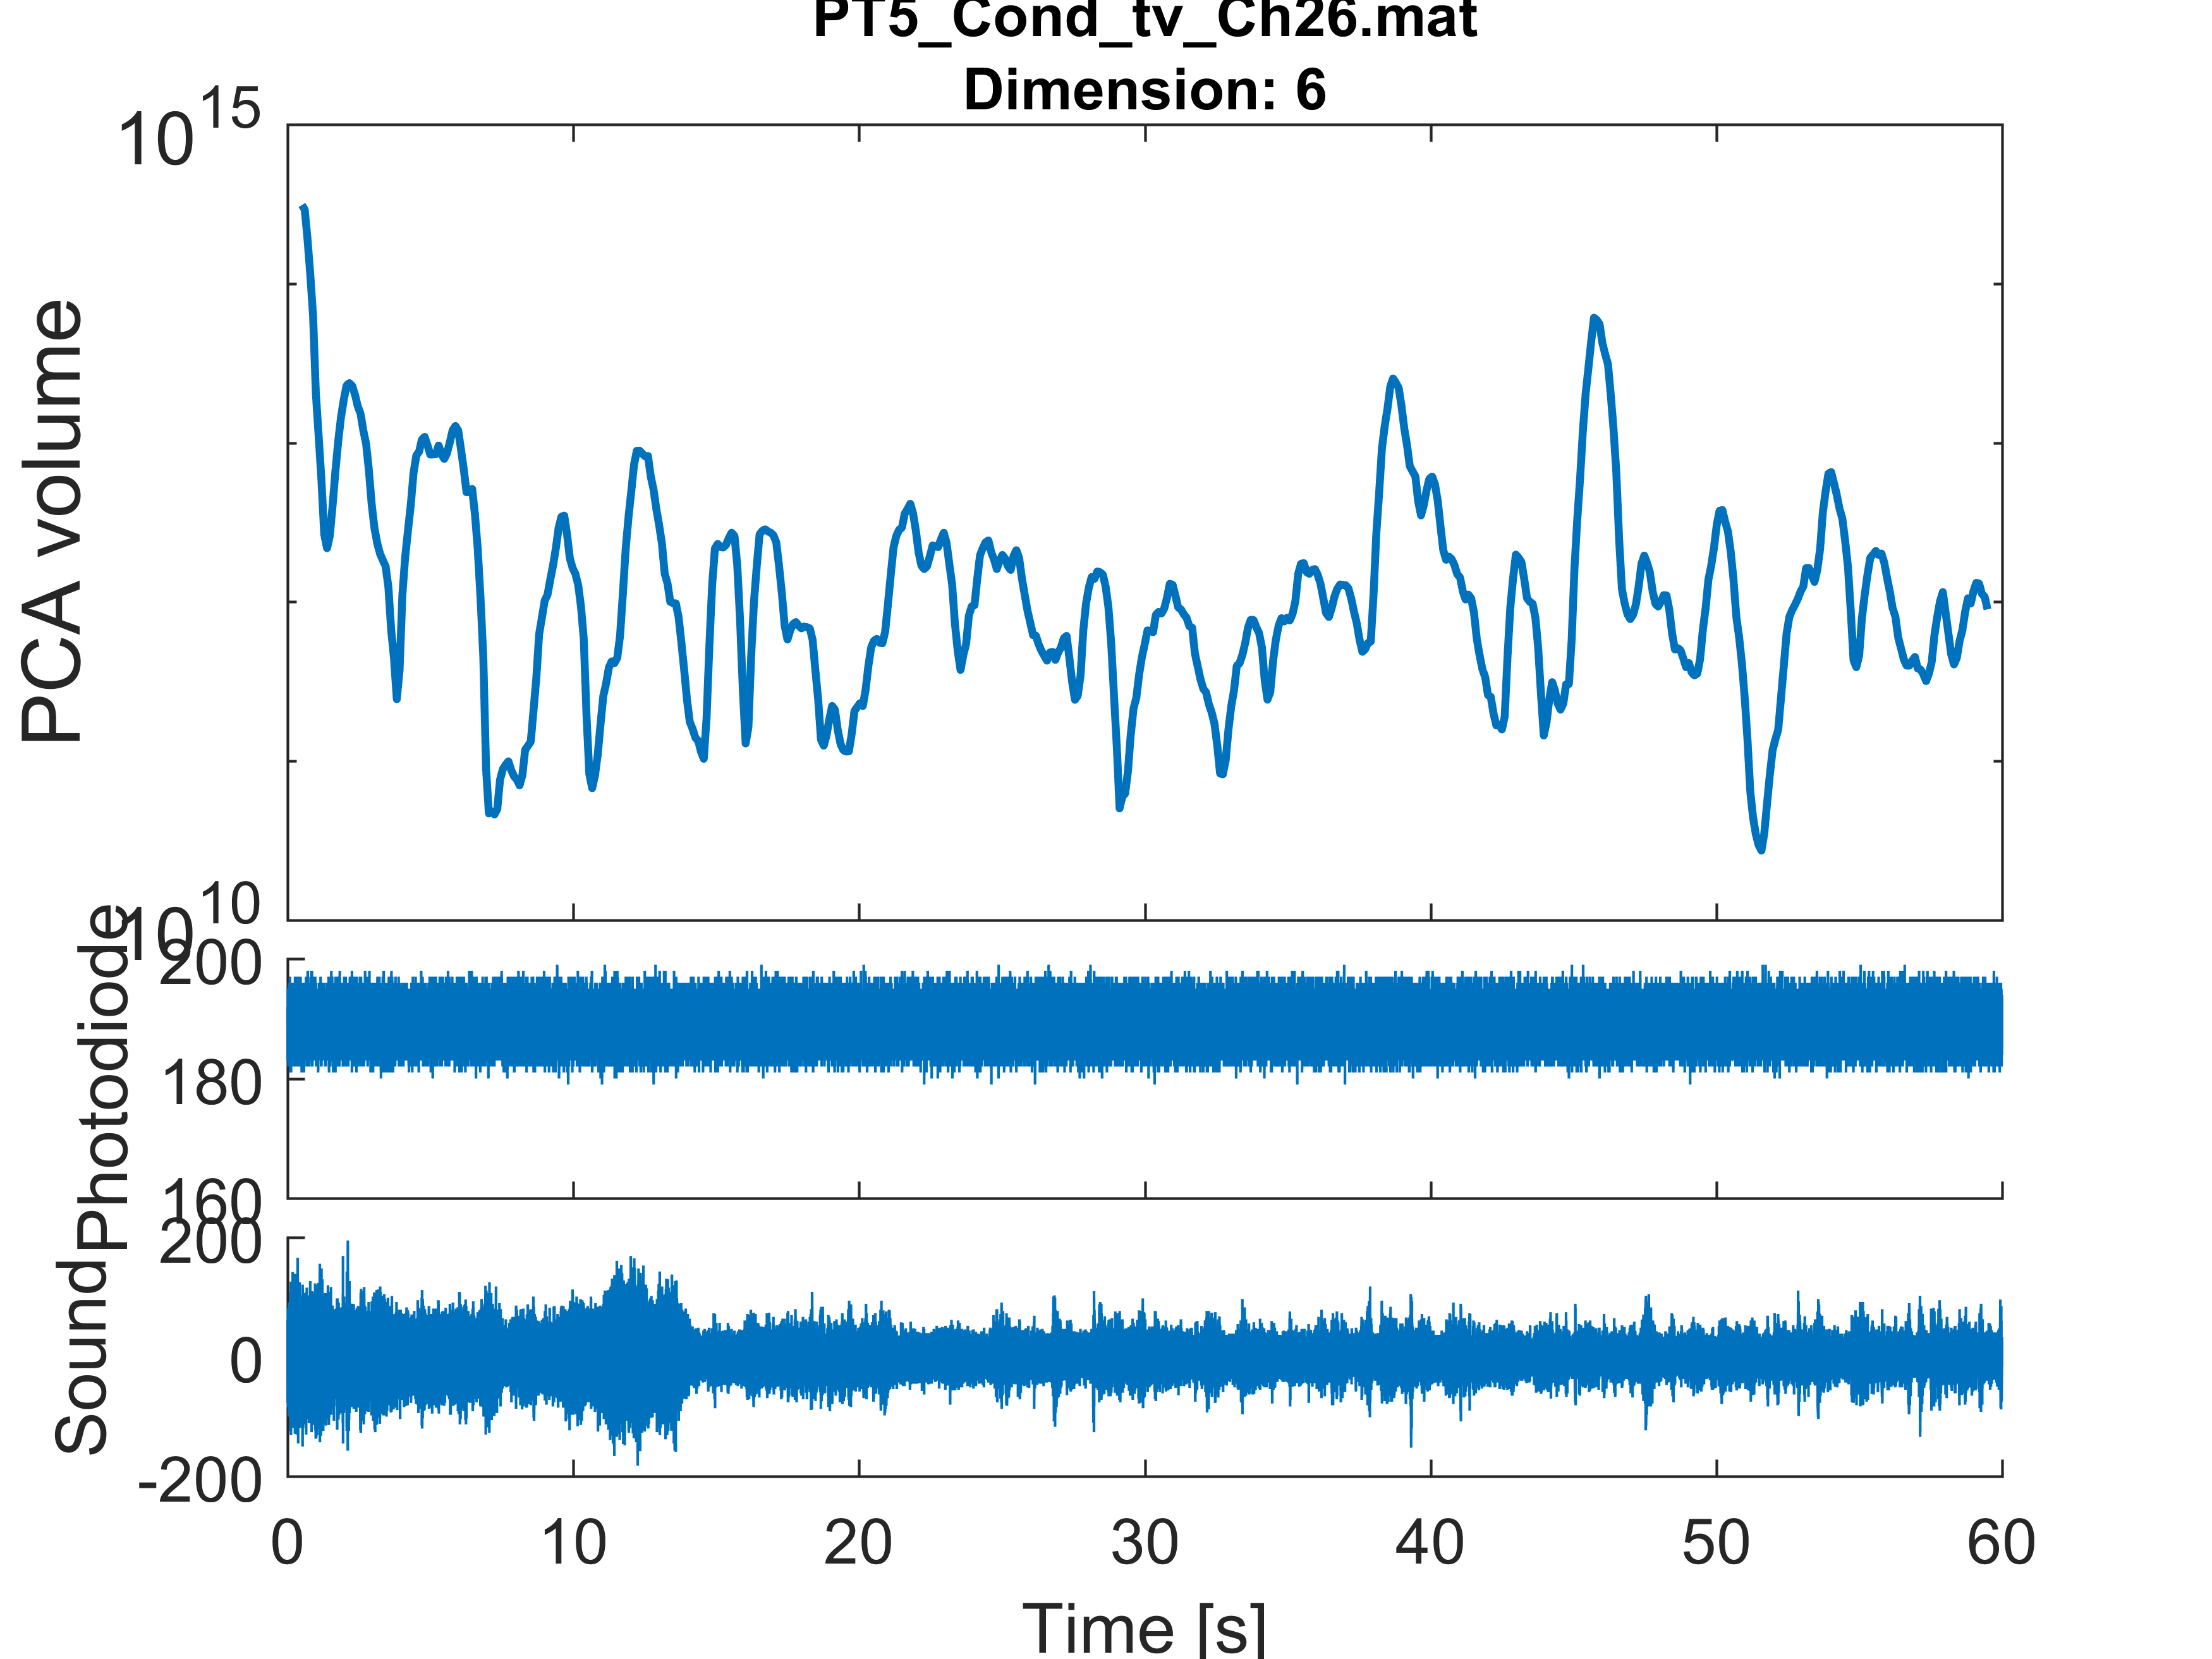 PT5_Cond_tv_Ch26.mat
Dimension: 6
10^15
PCA volume
10^10
200
Photodiode
180
160
200
Sound
0
-200
0 10 20 30 40 50 60
Time [s]